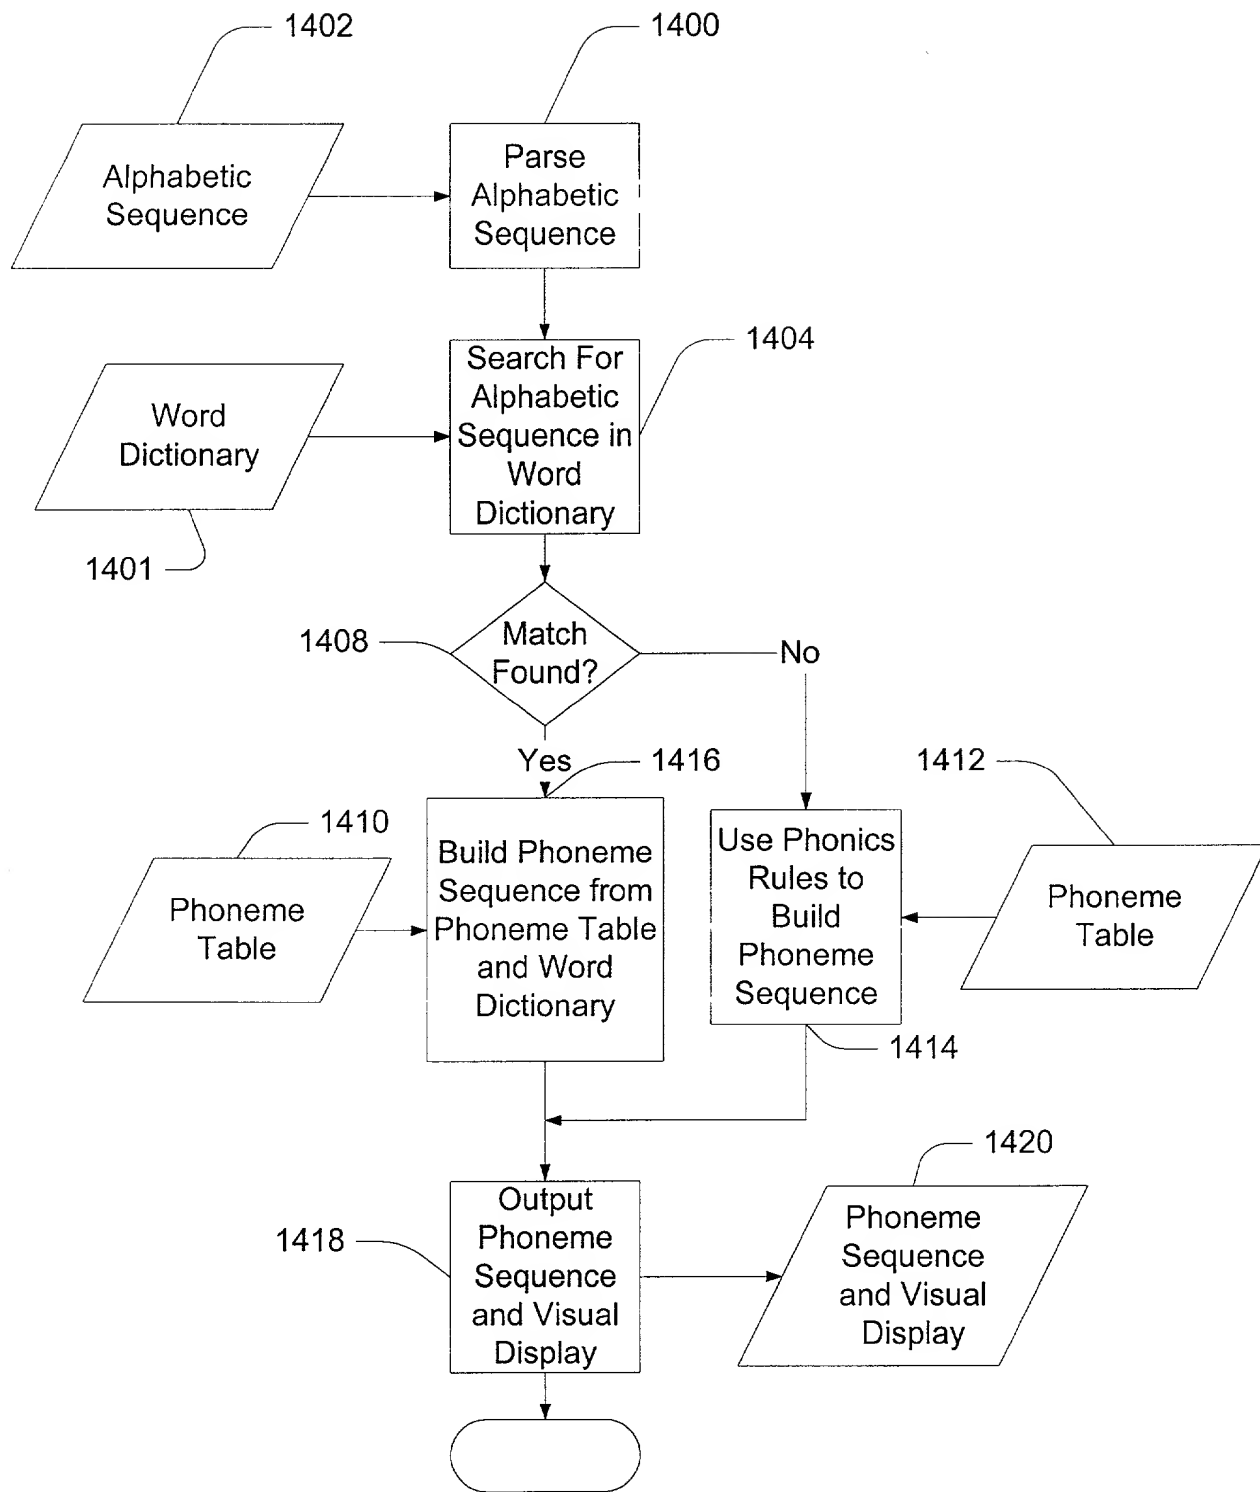 1402
1400
Alphabetic
Sequence
Parse
Alphabetic
Sequence
1404
Word
Dictionary
1401
Search For
Alphabetic
Sequence in
Word
Dictionary
1408
Match
Found?
No
Yes
1416
1412
1410
Phoneme
Table
Build Phoneme
Sequence from
Phoneme Table
and Word
Dictionary
Use Phonics
Rules to
Build
Phoneme
Sequence
Phoneme
Table
1414
1420
1418
Output
Phoneme
Sequence
and Visual
Display
Phoneme
Sequence
and Visual
Display